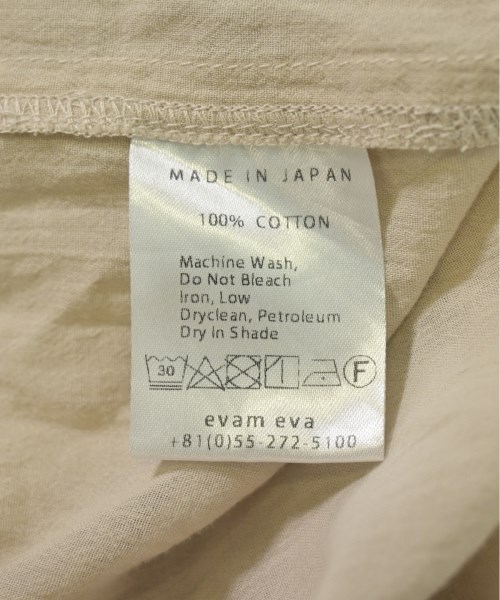 MADE IN JAPAN
100% COTTON
Machine Wash,
Do Not Bleach
Iron, Low
Dryclean, Petroleum
Dry In Shade
30 F
evam eva
+81(0)55-272-5100